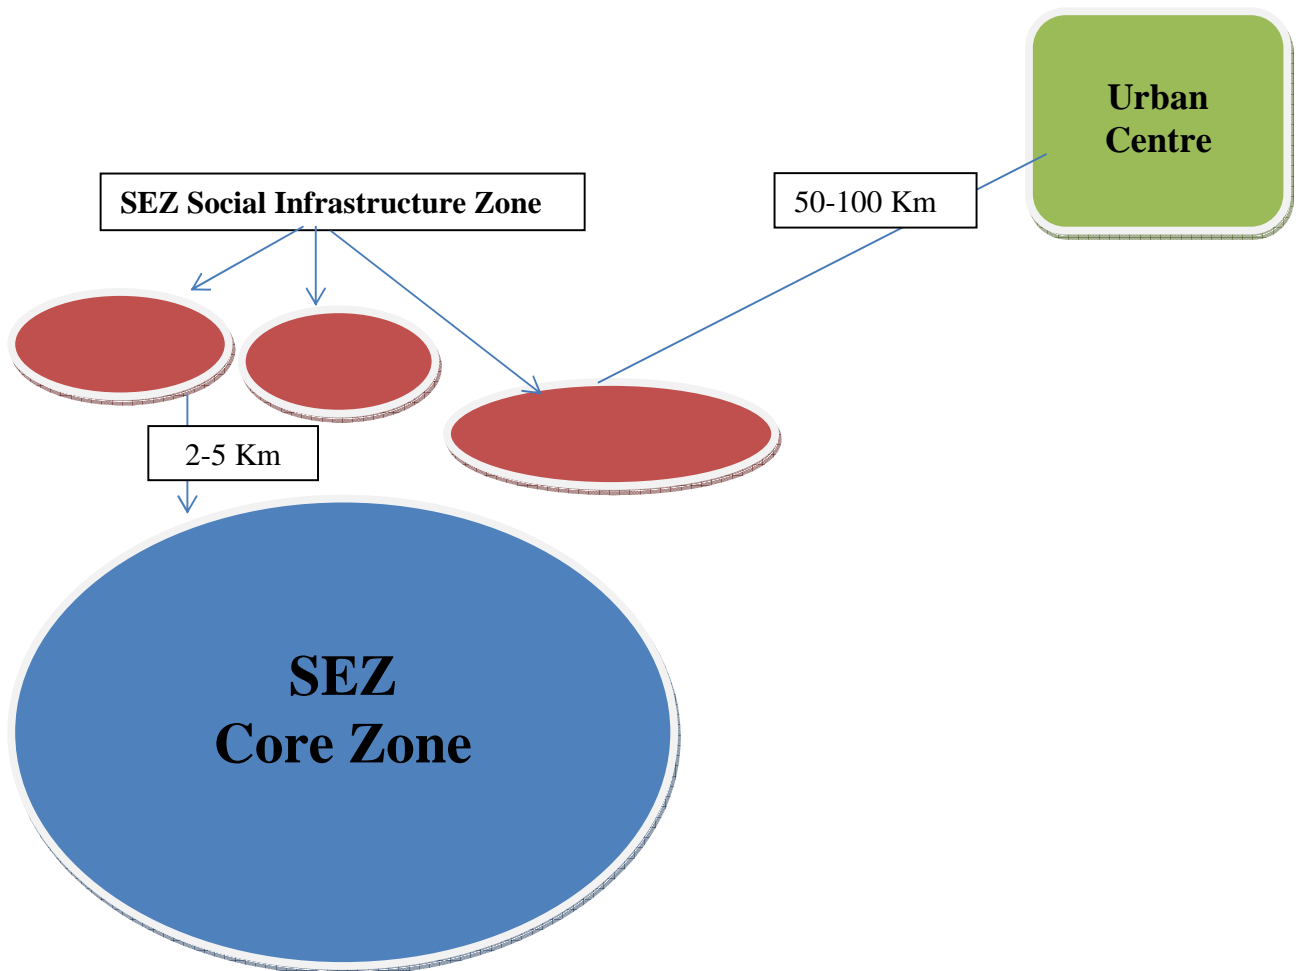 Urban
Centre
SEZ Social Infrastructure Zone
50-100 Km
2-5 Km
SEZ
Core Zone